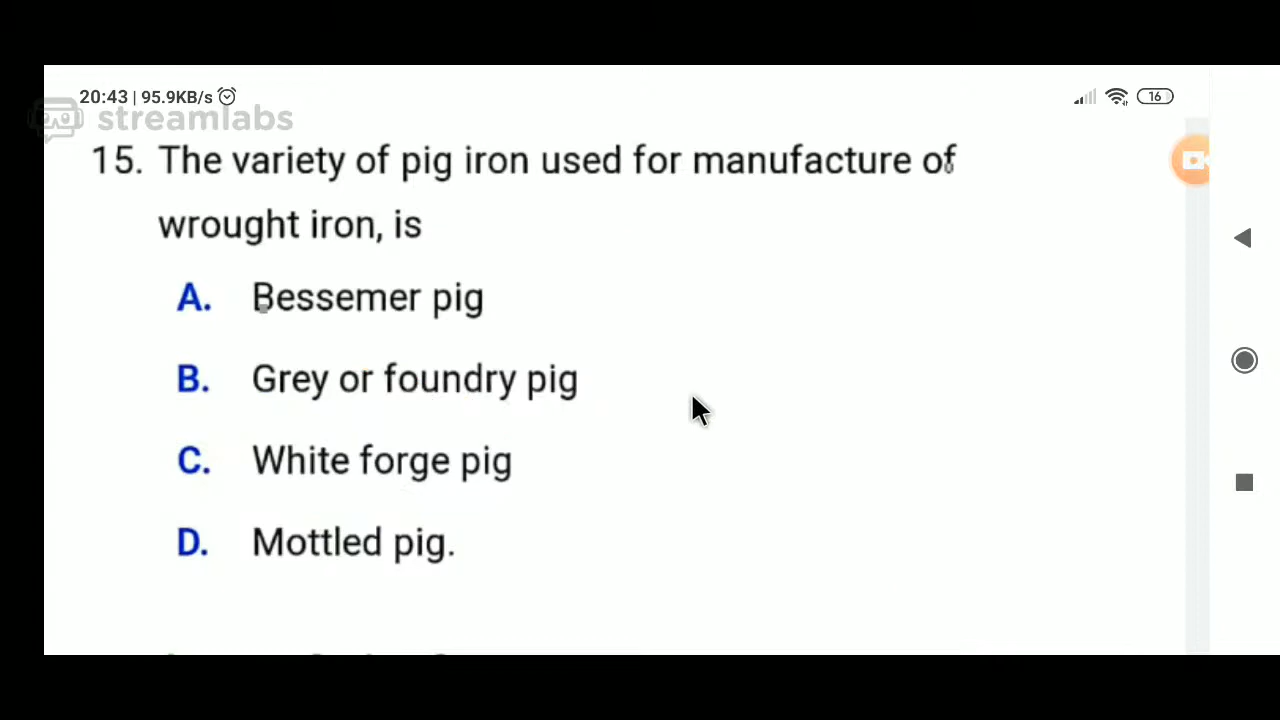 20:43 | 95.9KB/s
16
streamlabs
15. The variety of pig iron used for manufacture of
wrought iron, is
A. Bessemer pig
B. Grey or foundry pig
C. White forge pig
D. Mottled pig.